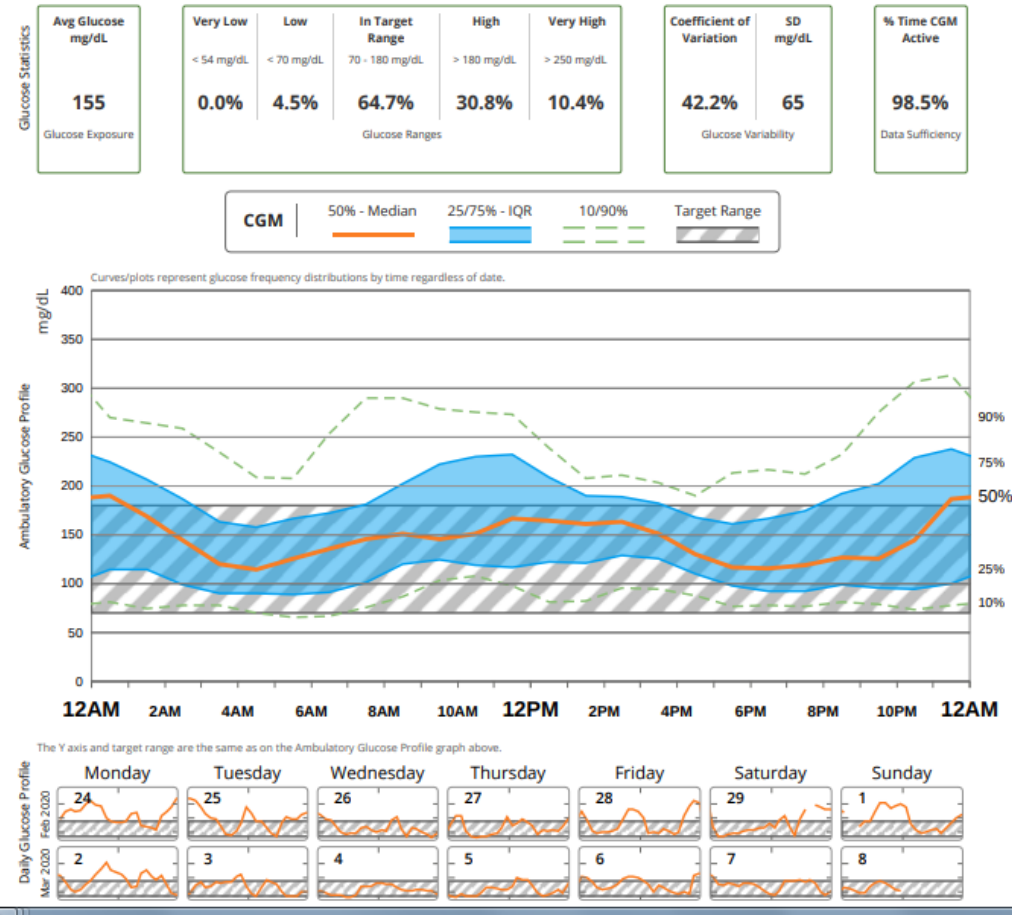 Glucose Statistics
Avg Glucose
mg/dL
155
Glucose Exposure
Very Low
< 54 mg/dL
0.0%
Low
< 70 mg/dL
4.5%
In Target
Range
70 - 180 mg/dL
64.7%
High
> 180 mg/dL
30.8%
Very High
> 250 mg/dL
10.4%
Glucose Ranges
Coefficient of
Variation
42.2%
SD
mg/dL
65
Glucose Variability
% Time CGM
Active
98.5%
Data Sufficiency
CGM
50% - Median
25/75% - IQR
10/90%
Target Range
Curves/plots represent glucose frequency distributions by time regardless of date.
Ambulatory Glucose Profile
mg/dL
400
350
300
250
200
150
100
50
0
90%
75%
50%
25%
10%
12AM 2AM 4AM 6AM 8AM 10AM 12PM 2PM 4PM 6PM 8PM 10PM 12AM
The Y axis and target range are the same as on the Ambulatory Glucose Profile graph above.
Daily Glucose Profile
Monday Tuesday Wednesday Thursday Friday Saturday Sunday
Feb 2020
24 25 26 27 28 29 1
Mar 2020
2 3 4 5 6 7 8